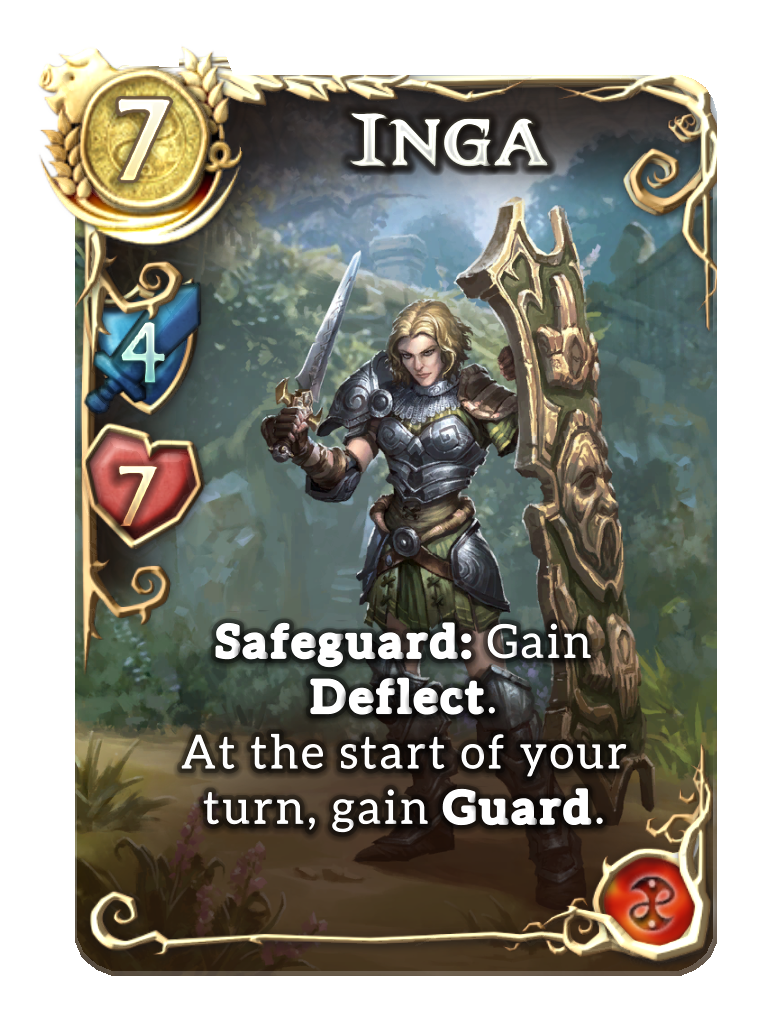 7
INGA
4
7
Safeguard: Gain
Deflect.
At the start of your
turn, gain Guard.